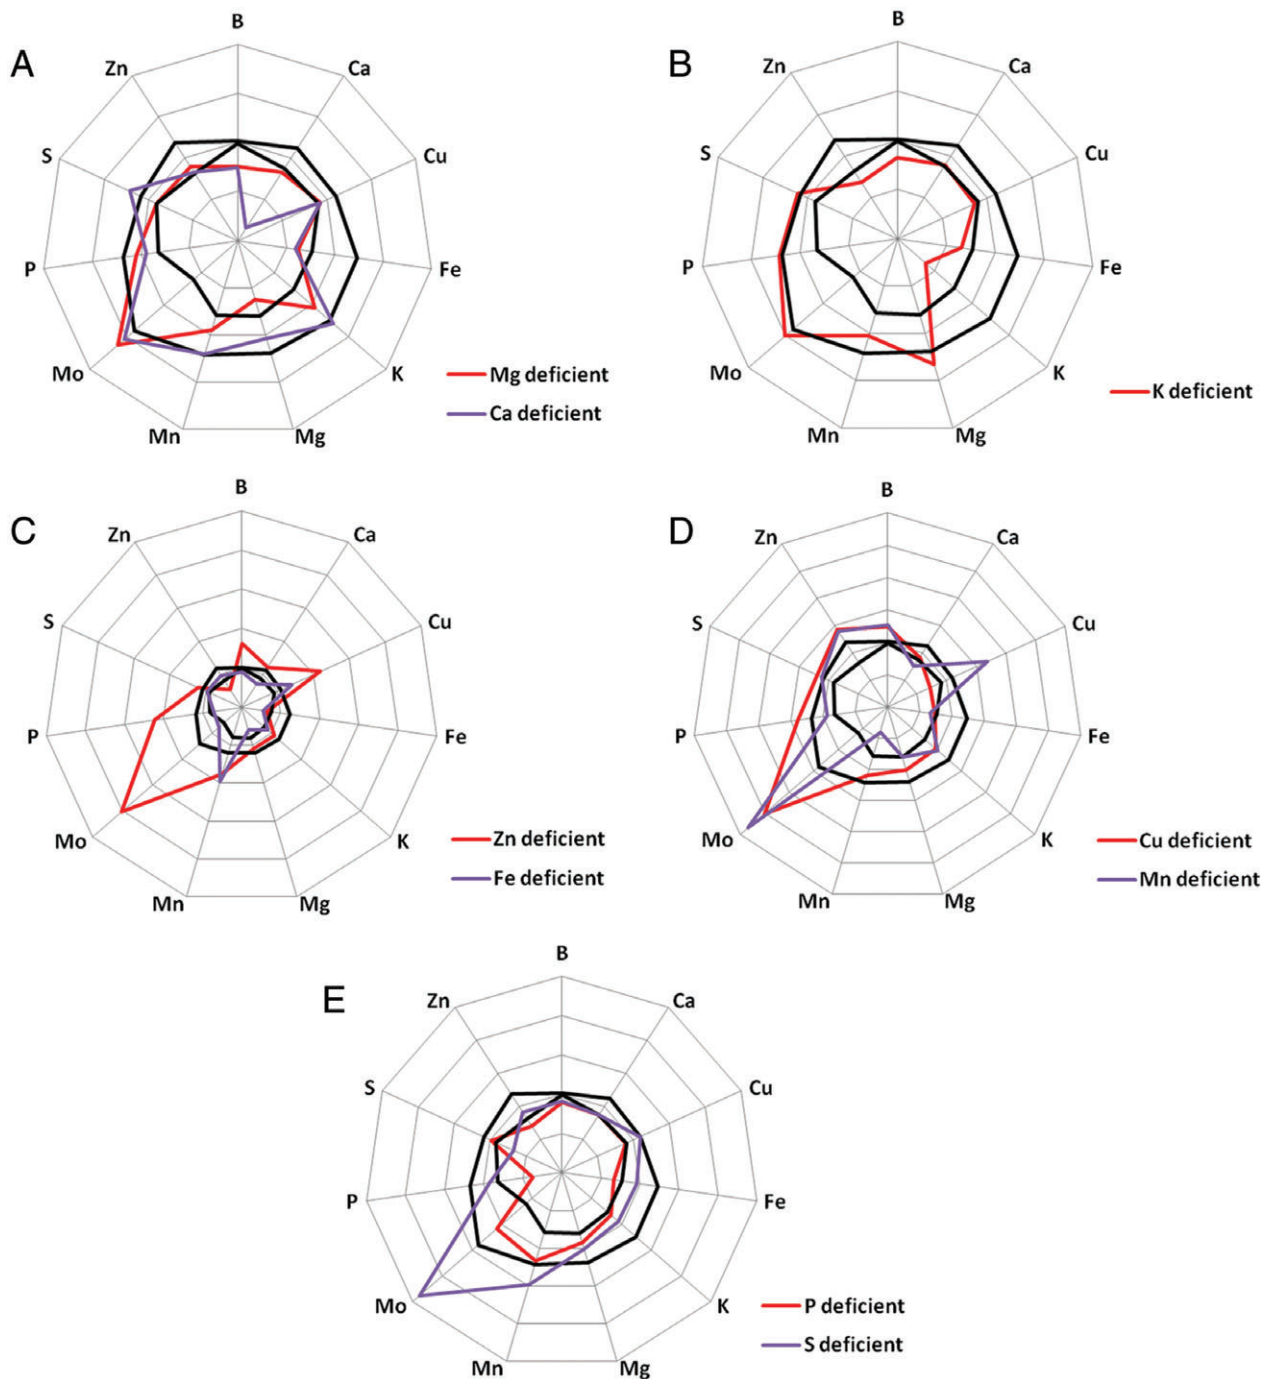 A
B
Ca
Cu
Fe
K
Mg
Mn
Mo
P
S
Zn
Mg deficient
Ca deficient
B
B
Ca
Cu
Fe
K
Mg
Mn
Mo
P
S
Zn
K deficient
C
B
Ca
Cu
Fe
K
Mg
Mn
Mo
P
S
Zn
Zn deficient
Fe deficient
D
B
Ca
Cu
Fe
K
Mg
Mn
Mo
P
S
Zn
Cu deficient
Mn deficient
E
B
Ca
Cu
Fe
K
Mg
Mn
Mo
P
S
Zn
P deficient
S deficient